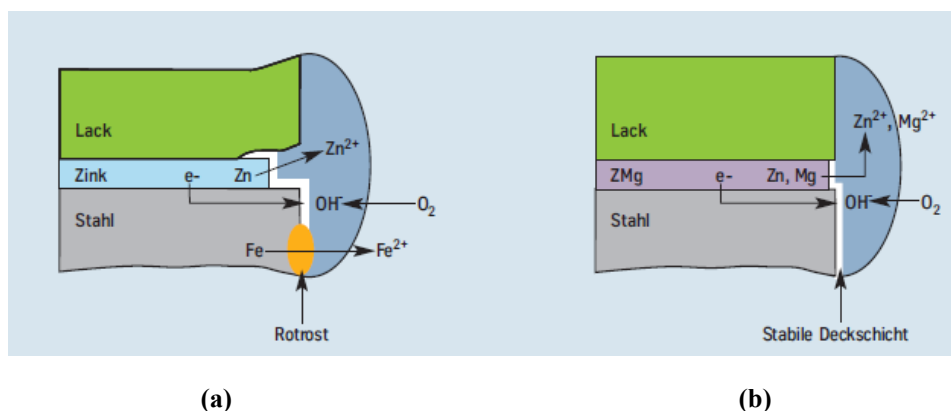 Lack
Zn²⁺
Zink
e-
Zn
OH⁻
O₂
Stahl
Fe
Fe²⁺
Rotrost
(a)
Zn²⁺, Mg²⁺
Lack
ZMg
e-
Zn, Mg
OH⁻
O₂
Stahl
Stabile Deckschicht
(b)